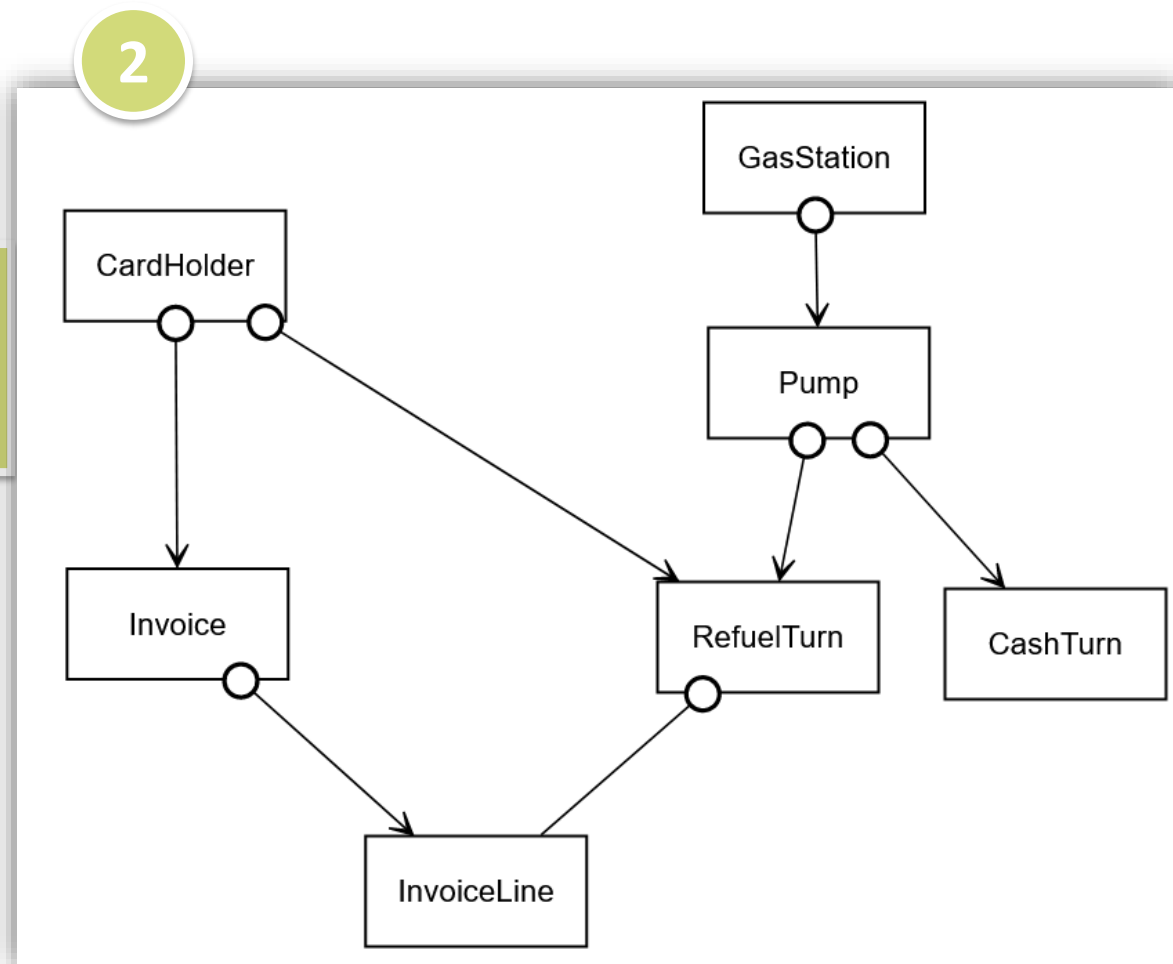 2
GasStation
CardHolder
Pump
Invoice
RefuelTurn
CashTurn
InvoiceLine